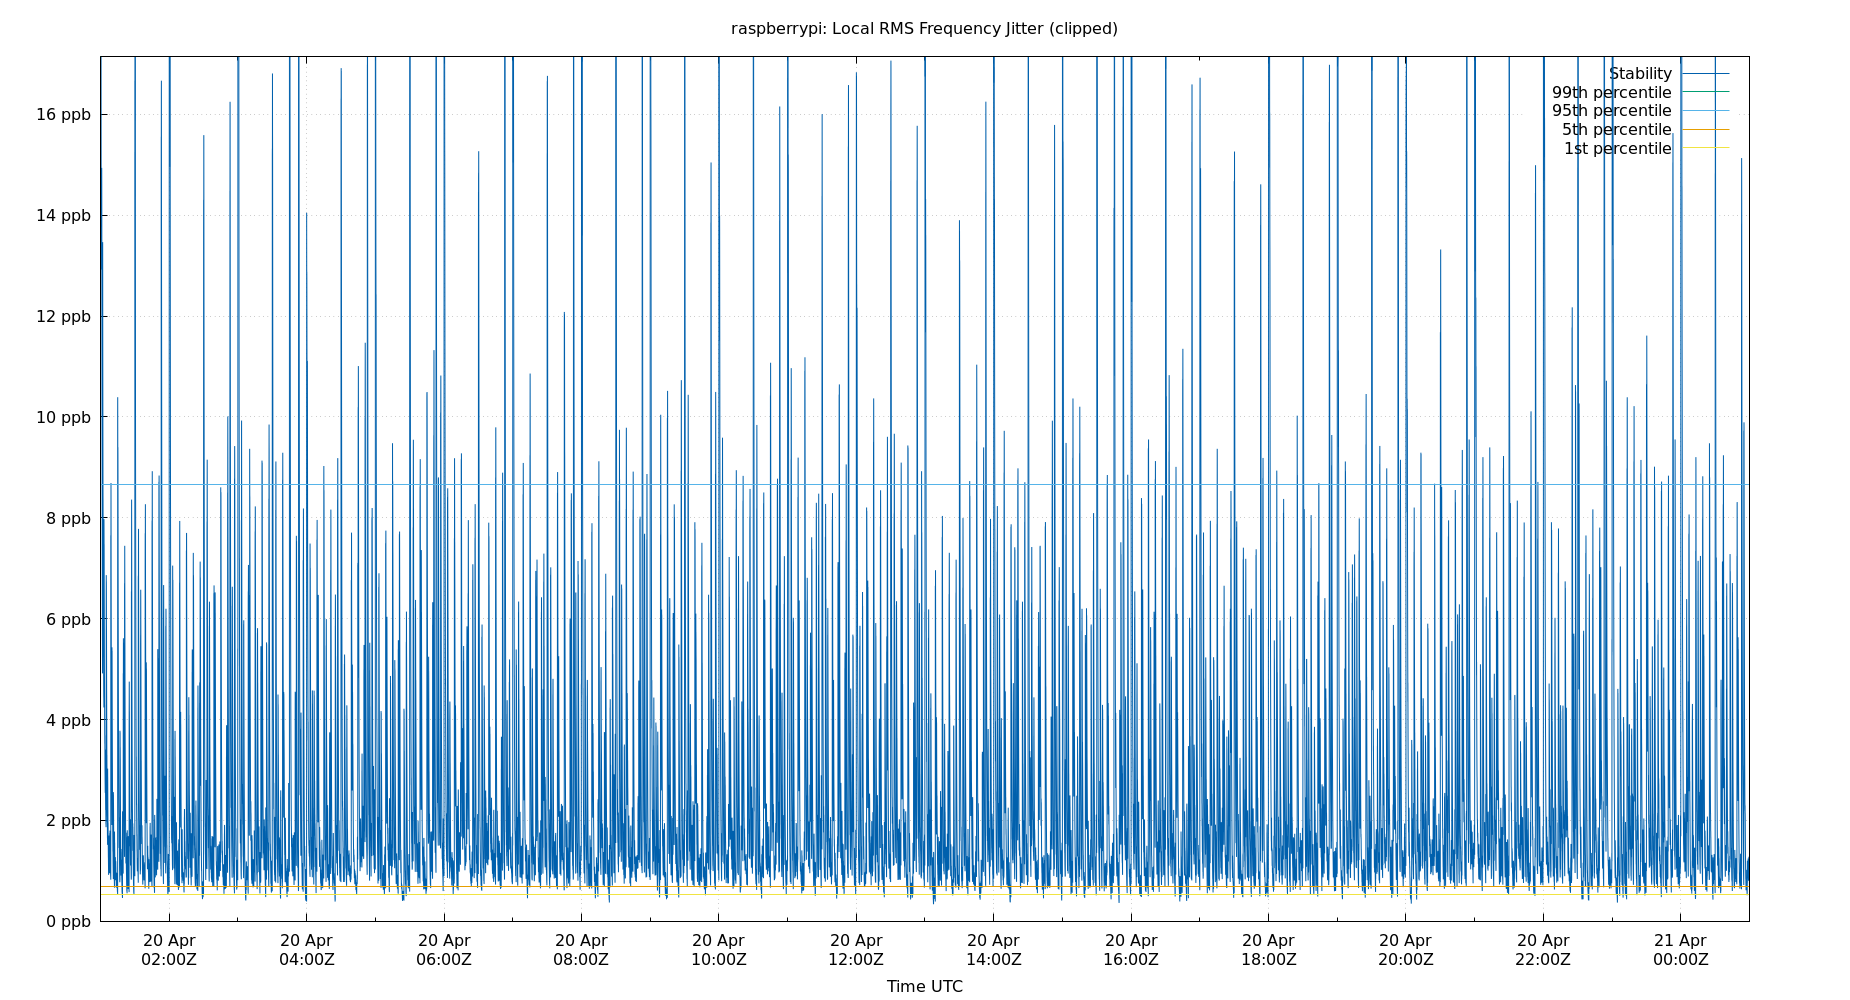 raspberrypi: Local RMS Frequency Jitter (clipped)
Stability
99th percentile
95th percentile
5th percentile
1st percentile
16 ppb
14 ppb
12 ppb
10 ppb
8 ppb
6 ppb
4 ppb
2 ppb
0 ppb
20 Apr 20 Apr 20 Apr 20 Apr 20 Apr 20 Apr 20 Apr 20 Apr 20 Apr 20 Apr 20 Apr 21 Apr
02:00Z 04:00Z 06:00Z 08:00Z 10:00Z 12:00Z 14:00Z 16:00Z 18:00Z 20:00Z 22:00Z 00:00Z
Time UTC